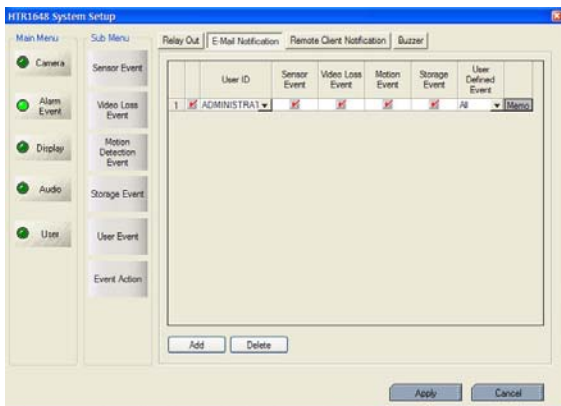 HTR1648 System Setup
Main Menu
Camera
Alarm
Event
Display
Audio
User
Sub Menu
Sensor Event
Video Loss
Event
Motion
Detection
Event
Storage Event
User Event
Event Action
Relay Out
E-Mail Notification
Remote Client Notification
Buzzer
User ID
Sensor
Event
Video Loss
Event
Motion
Event
Storage
Event
User
Defined
Event
1 ADMINISTRAT All Memo
Add Delete
Apply Cancel